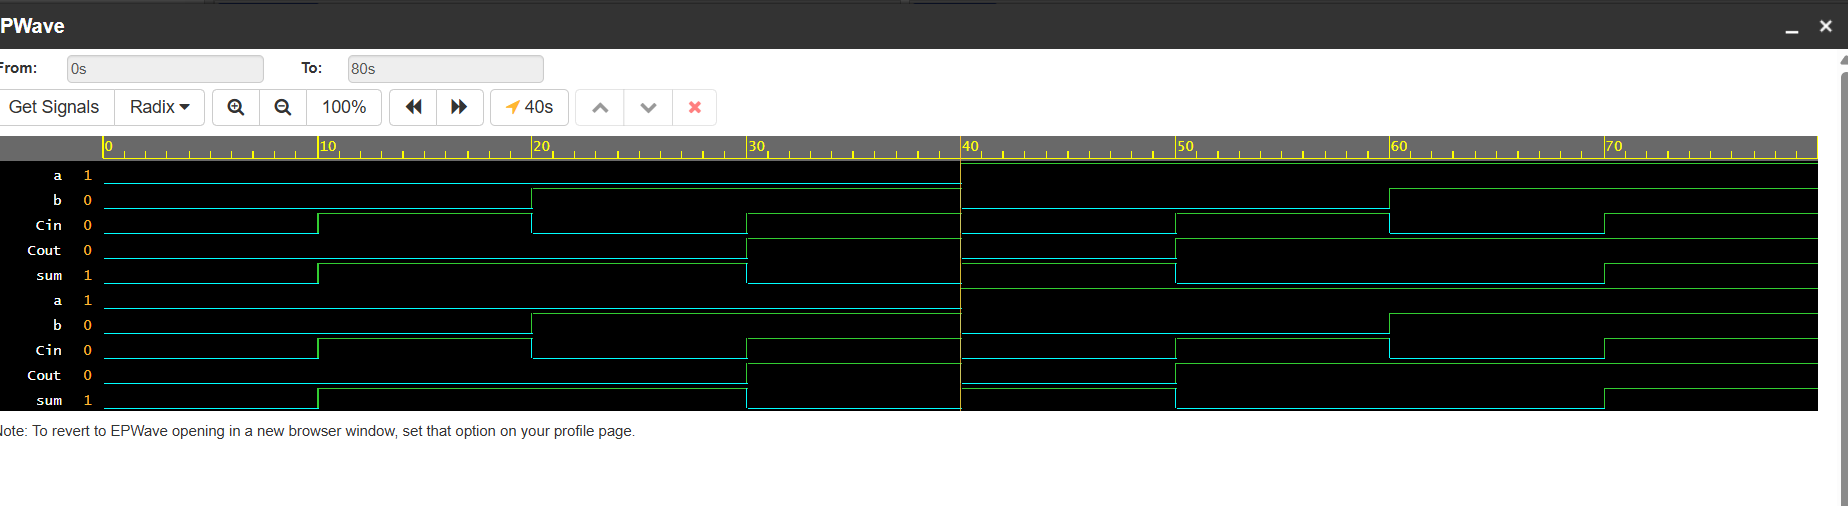 PWave
From: 0s To: 80s
Get Signals Radix 100% 40s
0 10 20 30 40 50 60 70
a 1
b 0
Cin 0
Cout 0
sum 1
a 1
b 0
Cin 0
Cout 0
sum 1
Note: To revert to EPWave opening in a new browser window, set that option on your profile page.